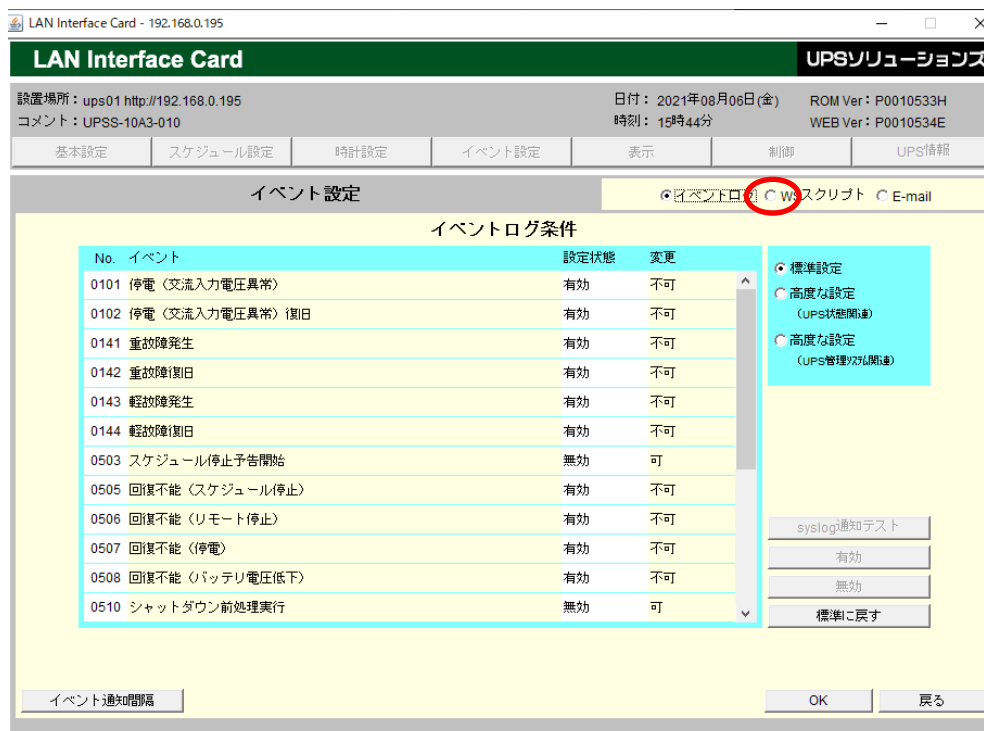 LAN Interface Card - 192.168.0.195
LAN Interface Card
UPSソリューションズ
設置場所：ups01 http://192.168.0.195
日付：2021年08月06日(金)
ROM Ver：P0010533H
コメント：UPSS-10A3-010
時刻：15時44分
WEB Ver：P0010534E
基本設定 スケジュール設定 時計設定 イベント設定 表示 制御 UPS情報
イベント設定
イベントログ WSスクリプト E-mail
イベントログ条件
No. イベント 設定状態 変更
0101 停電（交流入力電圧異常） 有効 不可
0102 停電（交流入力電圧異常）復旧 有効 不可
0141 重故障発生 有効 不可
0142 重故障復旧 有効 不可
0143 軽故障発生 有効 不可
0144 軽故障復旧 有効 不可
0503 スケジュール停止予告開始 無効 可
0505 回復不能（スケジュール停止） 有効 不可
0506 回復不能（リモート停止） 有効 不可
0507 回復不能（停電） 有効 不可
0508 回復不能（バッテリ電圧低下） 有効 不可
0510 シャットダウン前処理実行 無効 可
標準設定
高度な設定
（UPS状態関連）
高度な設定
（UPS管理ｼｽﾃﾑ関連）
syslog通知テスト
有効
無効
標準に戻す
イベント通知間隔
OK
戻る